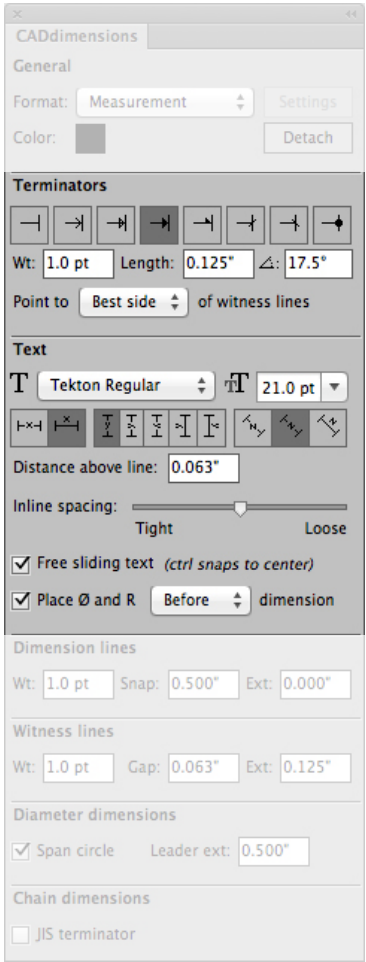 CADdimensions
General
Format: Measurement Settings
Color: Detach
Terminators
Wt: 1.0 pt Length: 0.125" ∠: 17.5°
Point to Best side of witness lines
Text
T Tekton Regular TT 21.0 pt
Distance above line: 0.063"
Inline spacing:
Tight Loose
Free sliding text (ctrl snaps to center)
Place Ø and R Before dimension
Dimension lines
Wt: 1.0 pt Snap: 0.500" Ext: 0.000"
Witness lines
Wt: 1.0 pt Gap: 0.063" Ext: 0.125"
Diameter dimensions
Span circle Leader ext: 0.500"
Chain dimensions
JIS terminator